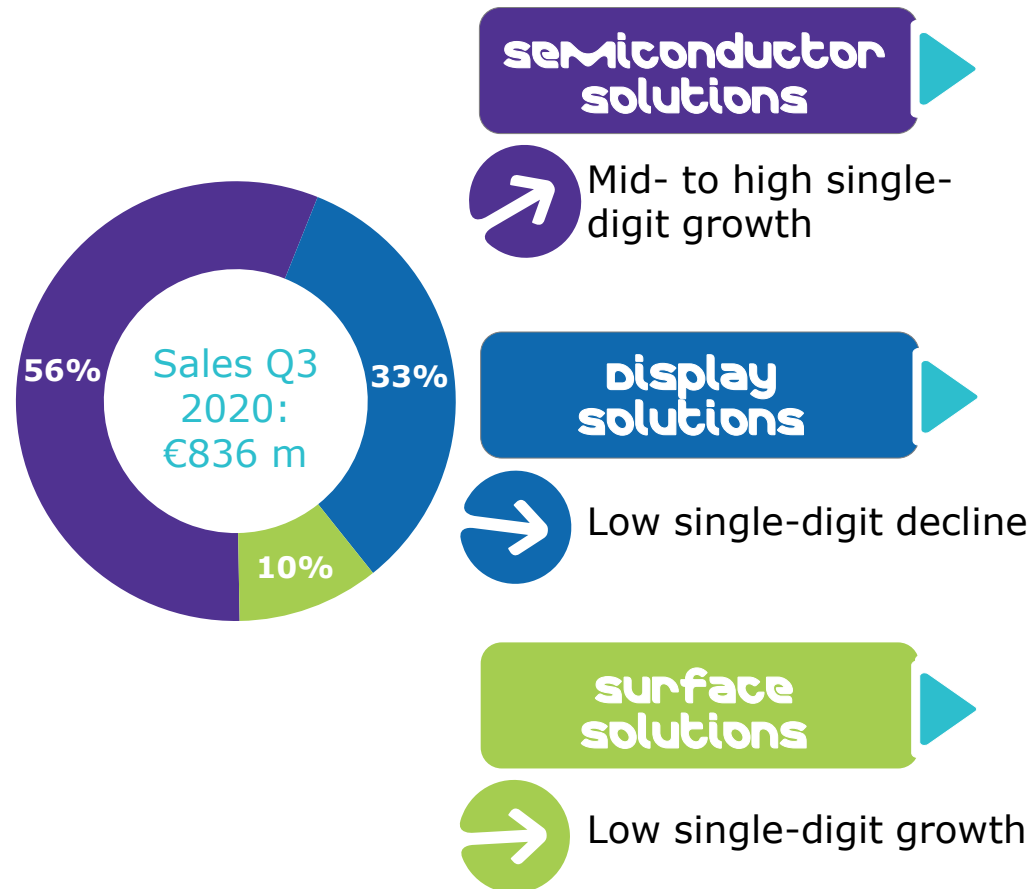 semiconductor
solutions
Mid- to high single-
digit growth
56%
Sales Q3
2020:
€836 m
33%
10%
Display
solutions
Low single-digit decline
surface
solutions
Low single-digit growth